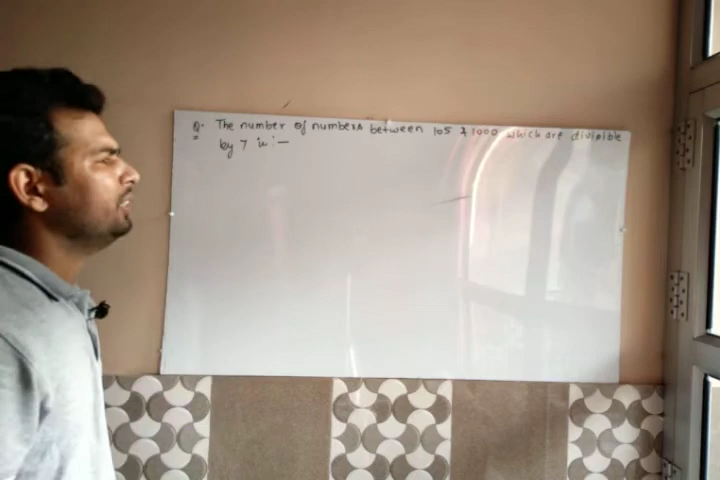 Q. The number of numbers between 105 & 1000 which are divisible
by 7 is :—